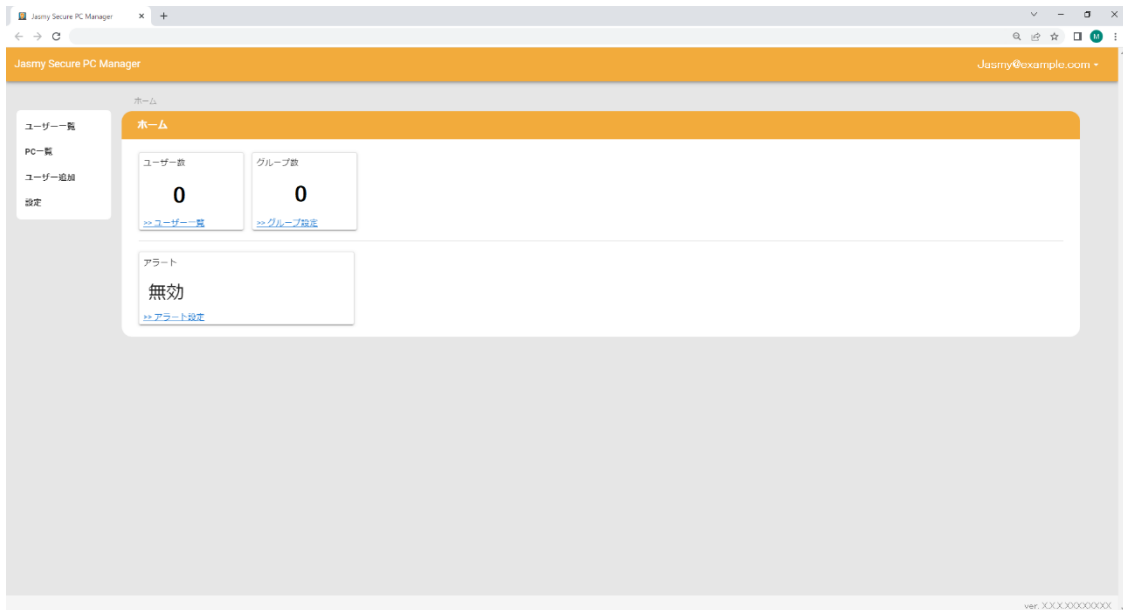 Jasmy Secure PC Manager
M
Jasmy Secure PC Manager
Jasmy@example.com
ホーム
ユーザー一覧
PC一覧
ユーザー追加
設定
ホーム
ユーザー数
0
>> ユーザー一覧
グループ数
0
>> グループ設定
アラート
無効
>> アラート設定
ver. X.X.X.XXXXXXXX